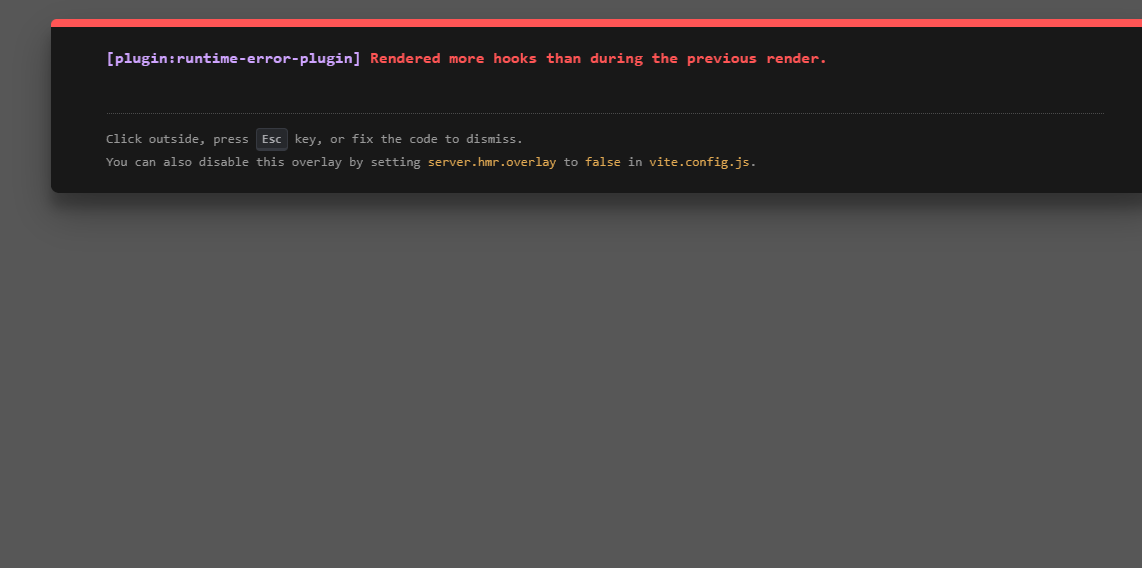 [plugin:runtime-error-plugin] Rendered more hooks than during the previous render.
Click outside, press Esc key, or fix the code to dismiss.
You can also disable this overlay by setting server.hmr.overlay to false in vite.config.js.